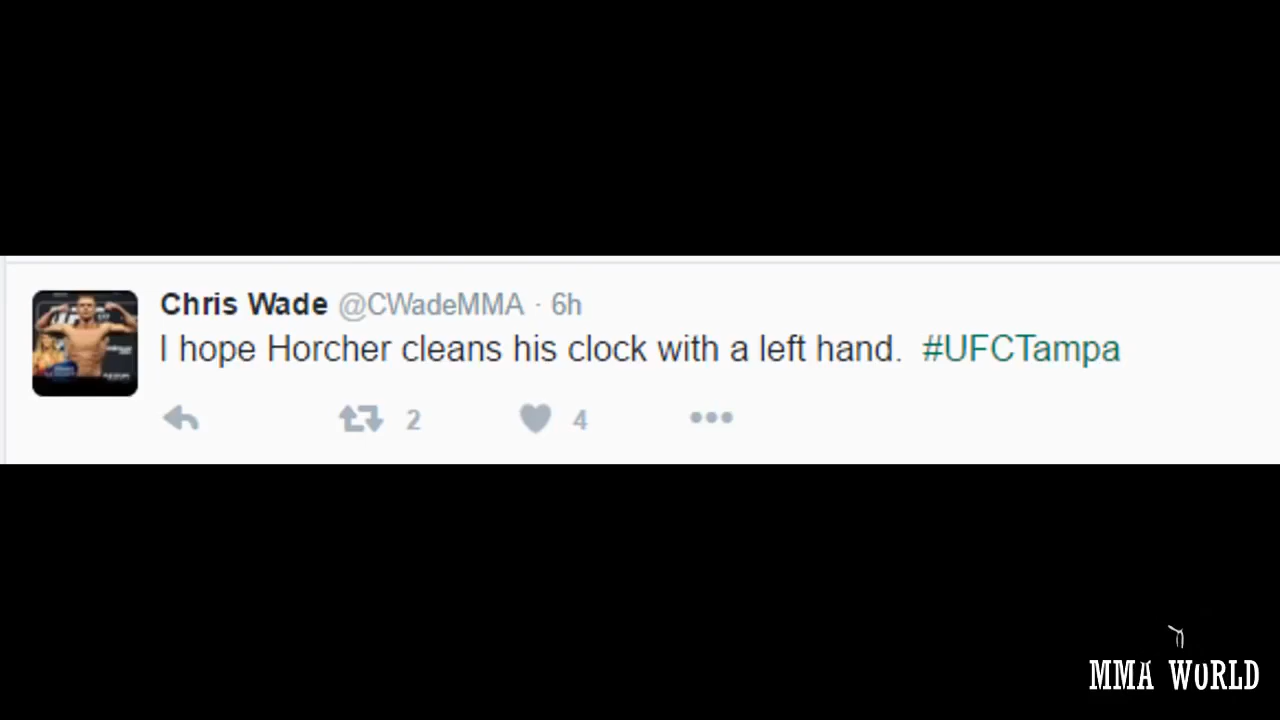 Chris Wade @CWadeMMA · 6h
I hope Horcher cleans his clock with a left hand. #UFCTampa
2 4
MMA WORLD